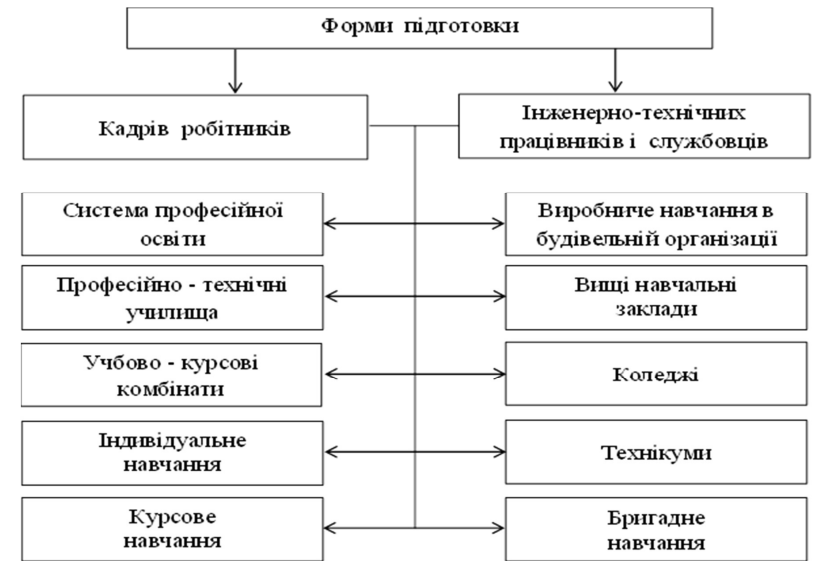 Форми підготовки
Кадрів робітників
Інженерно-технічних
працівників і службовців
Система професійної
освіти
Виробниче навчання в
будівельній організації
Професійно - технічні
училища
Вищі навчальні
заклади
Учбово - курсові
комбінати
Коледжі
Індивідуальне
навчання
Технікуми
Курсове
навчання
Бригадне
навчання